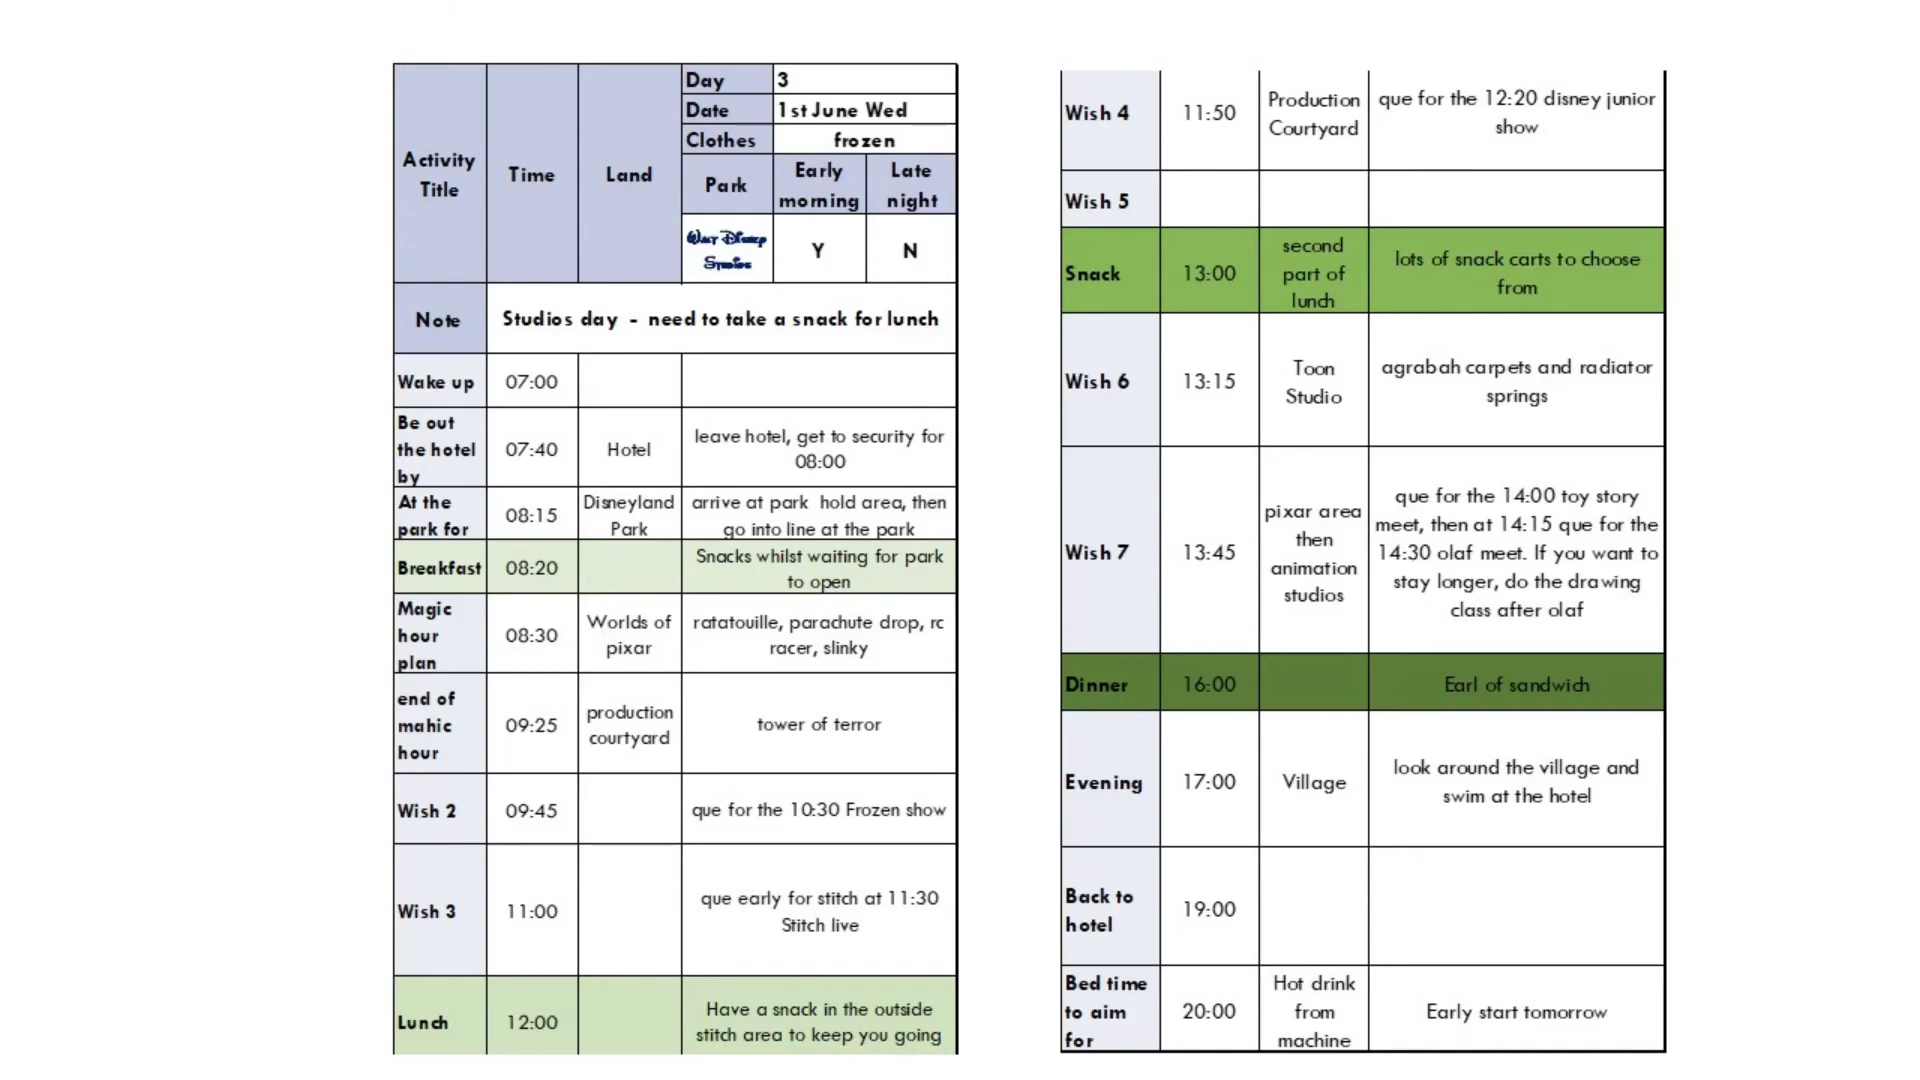 Activity
Title
Time
Land
Day
3
Date
1st June Wed
Clothes
frozen
Park
Early
morning
Late
night
Walt Disney
Studios
Y
N
Note
Studios day - need to take a snack for lunch
Wake up
07:00
Be out
the hotel
by
07:40
Hotel
leave hotel, get to security for
08:00
At the
park for
08:15
Disneyland
Park
arrive at park hold area, then
go into line at the park
Breakfast
08:20
Snacks whilst waiting for park
to open
Magic
hour
plan
08:30
Worlds of
pixar
ratatouille, parachute drop, rc
racer, slinky
end of
mahic
hour
09:25
production
courtyard
tower of terror
Wish 2
09:45
que for the 10:30 Frozen show
Wish 3
11:00
que early for stitch at 11:30
Stitch live
Lunch
12:00
Have a snack in the outside
stitch area to keep you going
Wish 4
11:50
Production
Courtyard
que for the 12:20 disney junior
show
Wish 5
Snack
13:00
second
part of
lunch
lots of snack carts to choose
from
Wish 6
13:15
Toon
Studio
agrabah carpets and radiator
springs
Wish 7
13:45
pixar area
then
animation
studios
que for the 14:00 toy story
meet, then at 14:15 que for the
14:30 olaf meet. If you want to
stay longer, do the drawing
class after olaf
Dinner
16:00
Earl of sandwich
Evening
17:00
Village
look around the village and
swim at the hotel
Back to
hotel
19:00
Bed time
to aim
for
20:00
Hot drink
from
machine
Early start tomorrow